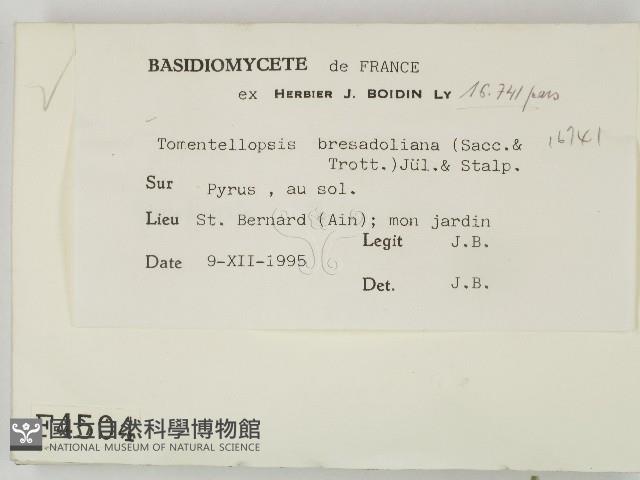 BASIDIOMYCETE de FRANCE
ex HERBIER J. BOIDIN LY 16.741 pars
Tomentellopsis bresadoliana (Sacc.& 16741
Trott.)Jül.& Stalp.
Sur Pyrus , au sol.
Lieu St. Bernard (Ain); mon jardin
Legit J.B.
Date 9-XII-1995
Det. J.B.
F4504
國立自然科學博物館
NATIONAL MUSEUM OF NATURAL SCIENCE